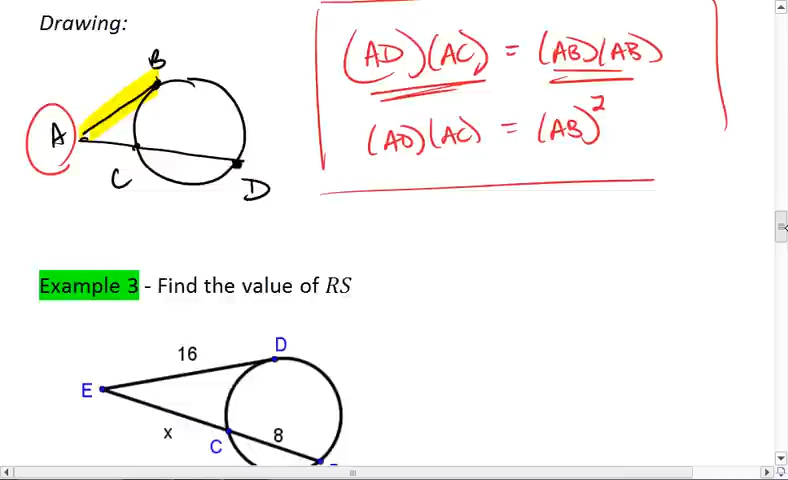 Drawing:
B
(AD)(AC) = (AB)(AB)
A
(AD)(AC) = (AB)²
C
D
Example 3 - Find the value of RS
D
16
E
x
C
8